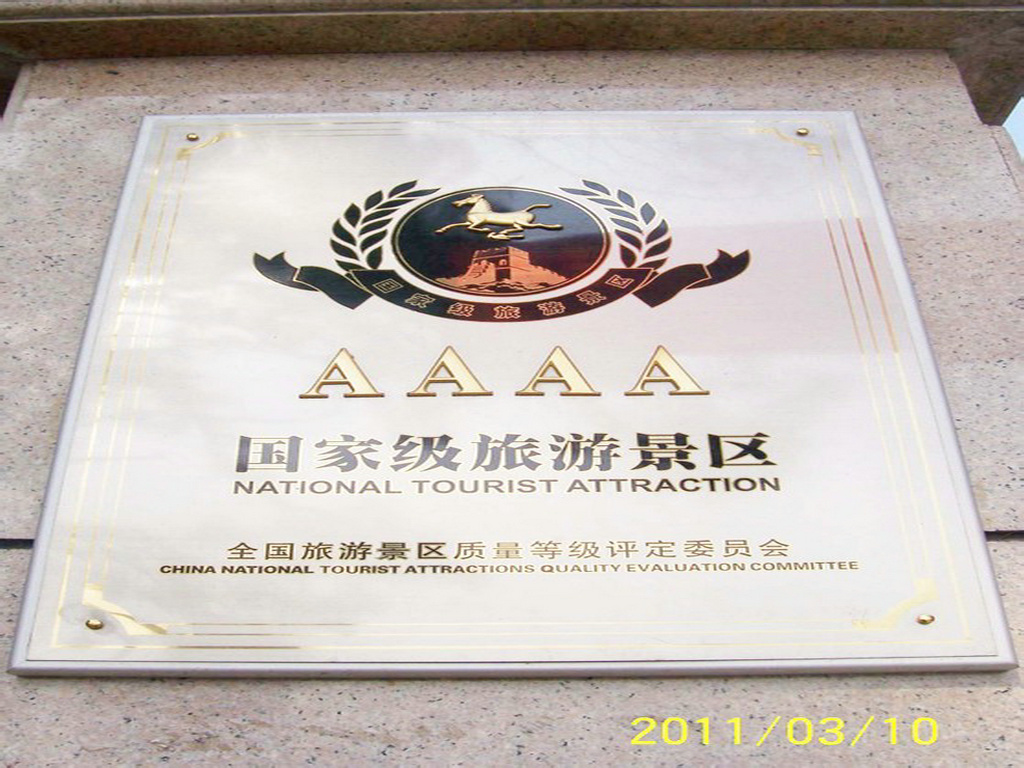 国家级旅游景区
AAAA
国家级旅游景区
NATIONAL TOURIST ATTRACTION
全国旅游景区质量等级评定委员会
CHINA NATIONAL TOURIST ATTRACTIONS QUALITY EVALUATION COMMITTEE
2011/03/10